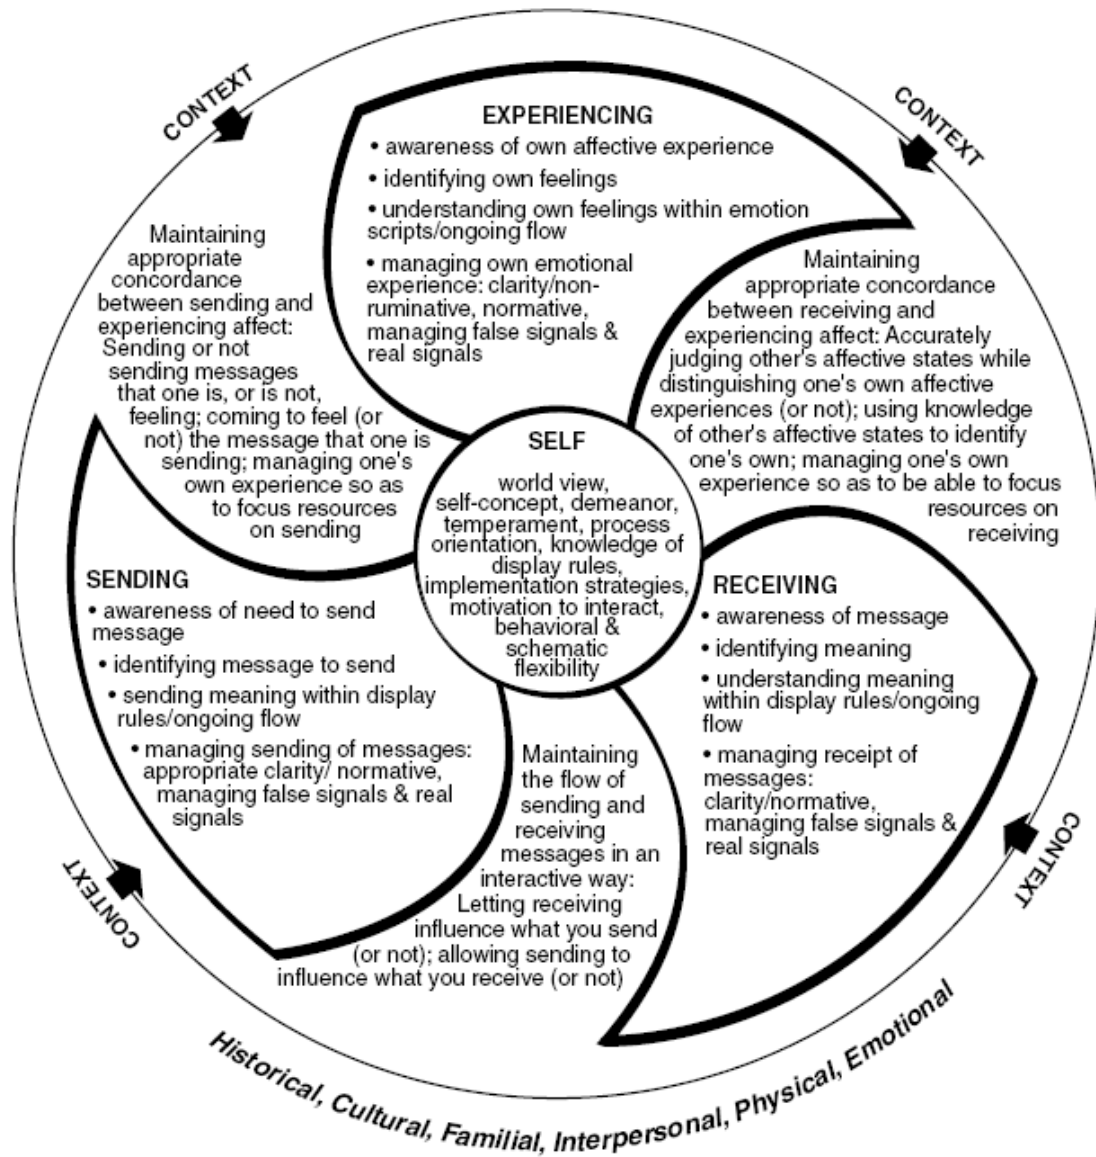 CONTEXT
CONTEXT
EXPERIENCING
• awareness of own affective experience
• identifying own feelings
• understanding own feelings within emotion
scripts/ongoing flow
• managing own emotional
experience: clarity/non-
ruminative, normative,
managing false signals &
real signals
Maintaining
appropriate
concordance
between sending and
experiencing affect:
Sending or not
sending messages
that one is, or is not,
feeling; coming to feel (or
not) the message that one is
sending; managing one's
own experience so as
to focus resources
on sending
Maintaining
appropriate concordance
between receiving and
experiencing affect: Accurately
judging other's affective states while
distinguishing one's own affective
experiences (or not); using knowledge
of other's affective states to identify
one's own; managing one's own
experience so as to be able to focus
resources on
receiving
SELF
world view,
self-concept, demeanor,
temperament, process
orientation, knowledge of
display rules,
implementation strategies,
motivation to interact,
behavioral &
schematic
flexibility
SENDING
• awareness of need to send
message
• identifying message to send
• sending meaning within display
rules/ongoing flow
• managing sending of messages:
appropriate clarity/ normative,
managing false signals & real
signals
RECEIVING
• awareness of message
• identifying meaning
• understanding meaning
within display rules/ongoing
flow
• managing receipt of
messages:
clarity/normative,
managing false signals &
real signals
Maintaining
the flow of
sending and
receiving
messages in an
interactive way:
Letting receiving
influence what you send
(or not); allowing sending to
influence what you receive (or not)
CONTEXT
CONTEXT
Historical, Cultural, Familial, Interpersonal, Physical, Emotional